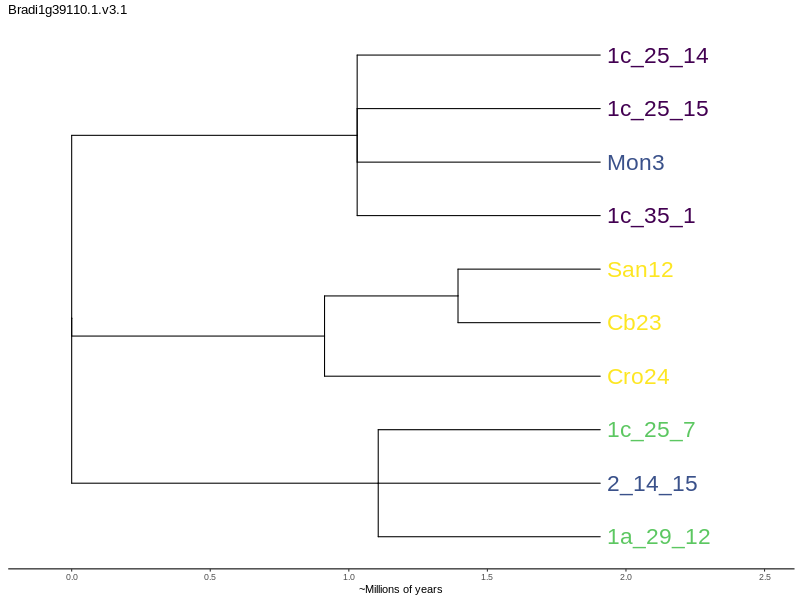 Bradi1g39110.1.v3.1
1c_25_14
1c_25_15
Mon3
1c_35_1
San12
Cb23
Cro24
1c_25_7
2_14_15
1a_29_12
0.0 0.5 1.0 1.5 2.0 2.5
~Millions of years